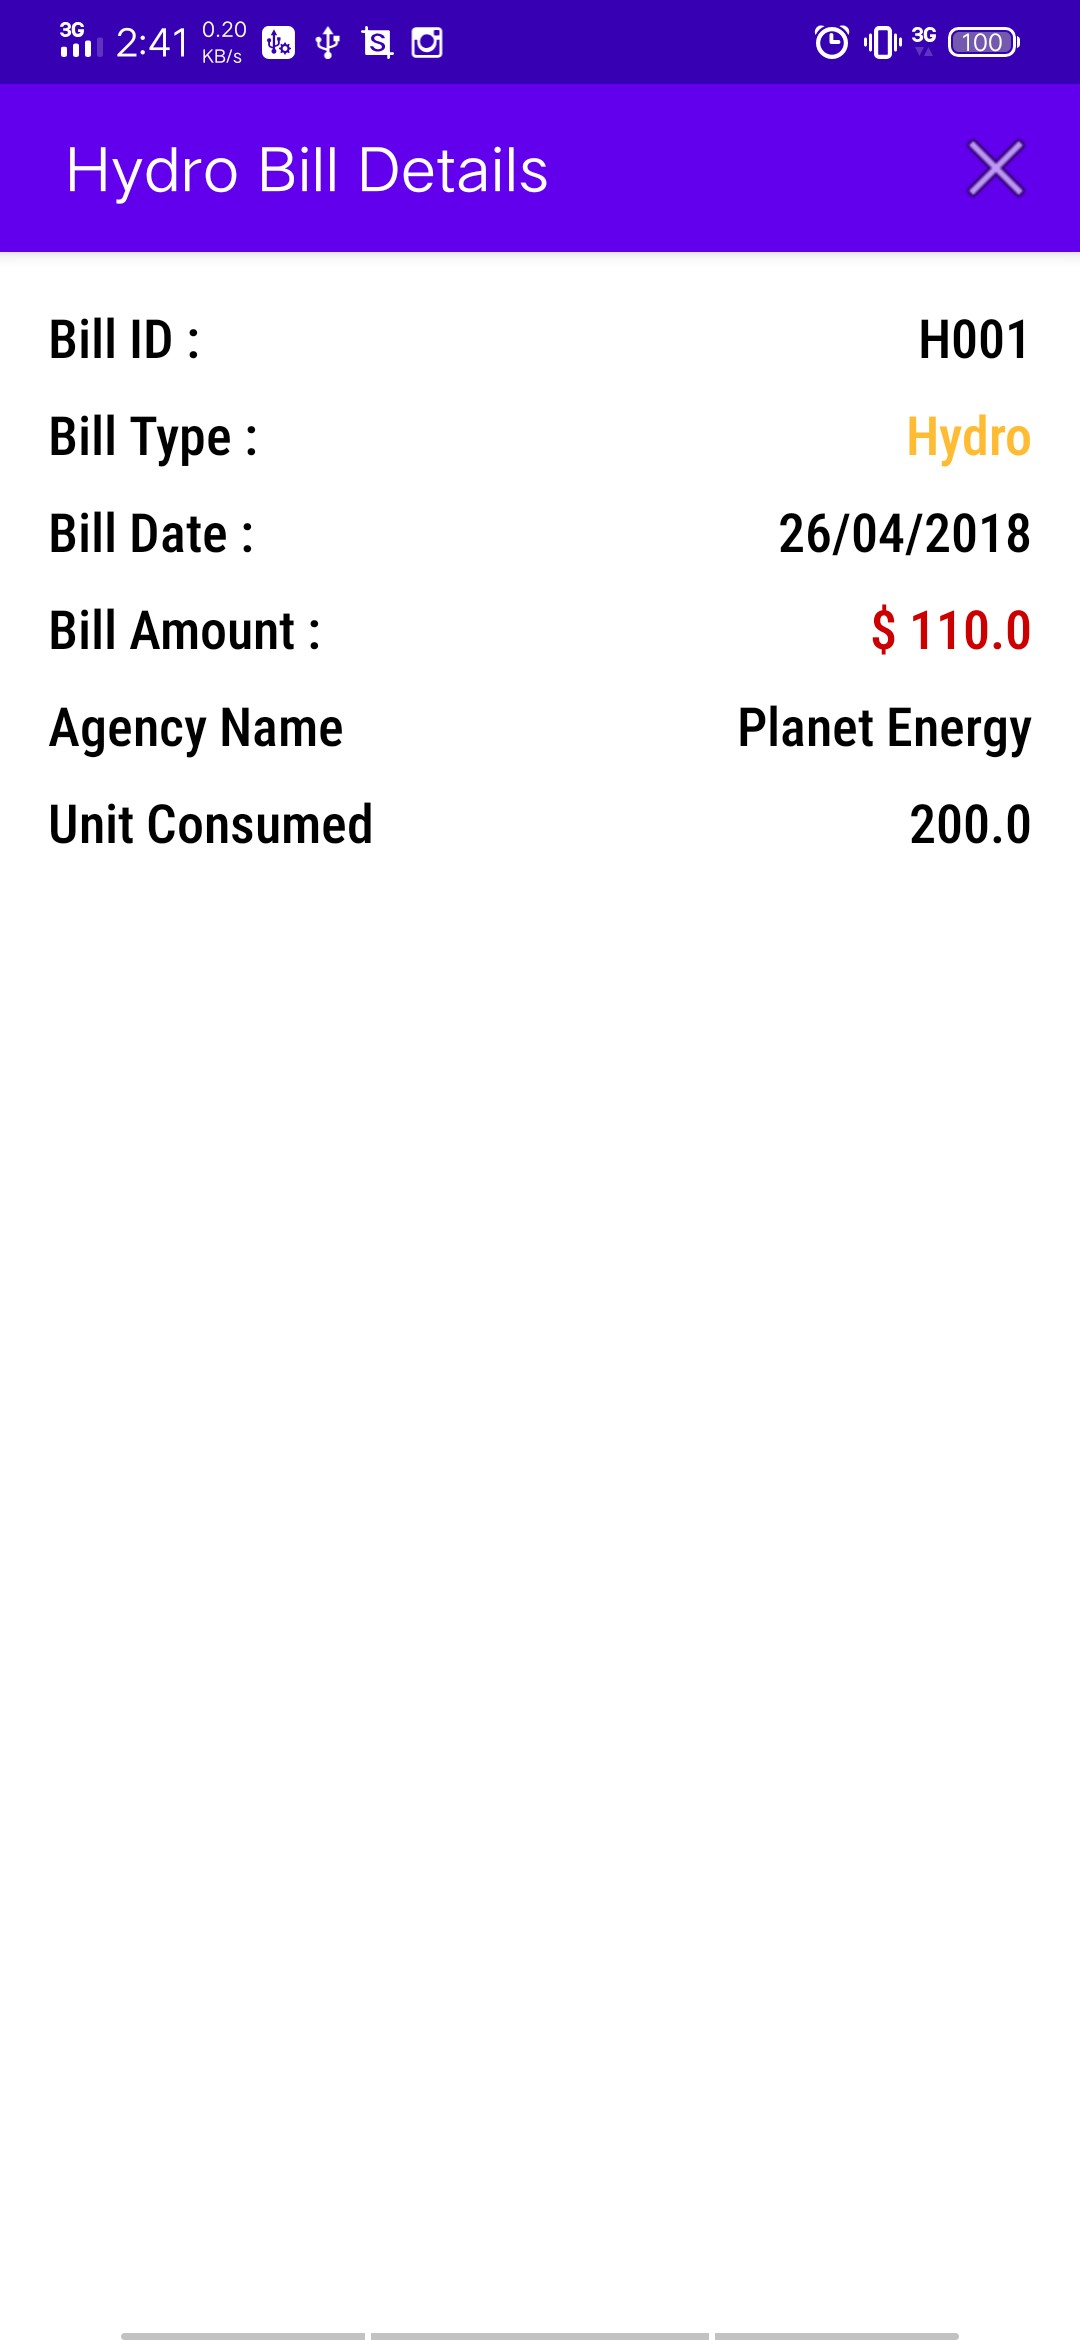 3G 2:41 0.20 KB/s S 3G 100
Hydro Bill Details
Bill ID : H001
Bill Type : Hydro
Bill Date : 26/04/2018
Bill Amount : $ 110.0
Agency Name Planet Energy
Unit Consumed 200.0